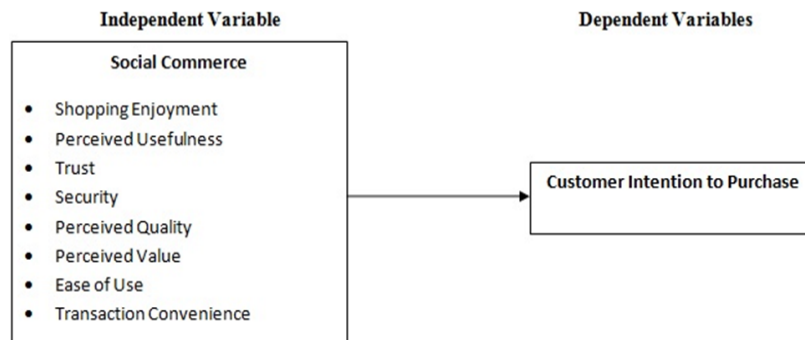 Independent Variable
Dependent Variables
Social Commerce
• Shopping Enjoyment
• Perceived Usefulness
• Trust
• Security
• Perceived Quality
• Perceived Value
• Ease of Use
• Transaction Convenience
Customer Intention to Purchase